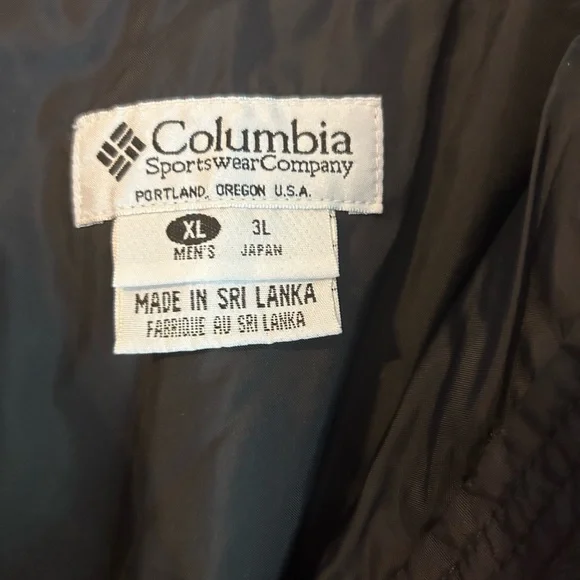 Columbia
SportswearCompany
PORTLAND, OREGON U.S.A.
XL 3L
MEN'S JAPAN
MADE IN SRI LANKA
FABRIQUE AU SRI LANKA